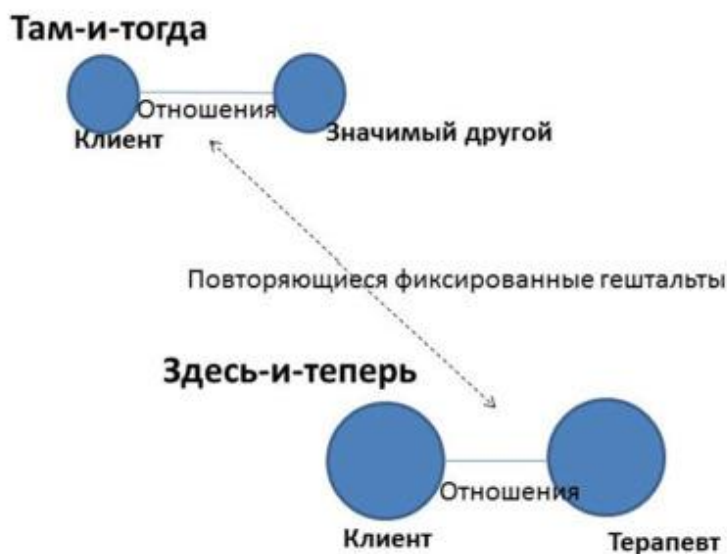 Там-и-тогда
Отношения
Клиент
Значимый другой
Повторяющиеся фиксированные гештальты
Здесь-и-теперь
Отношения
Клиент
Терапевт